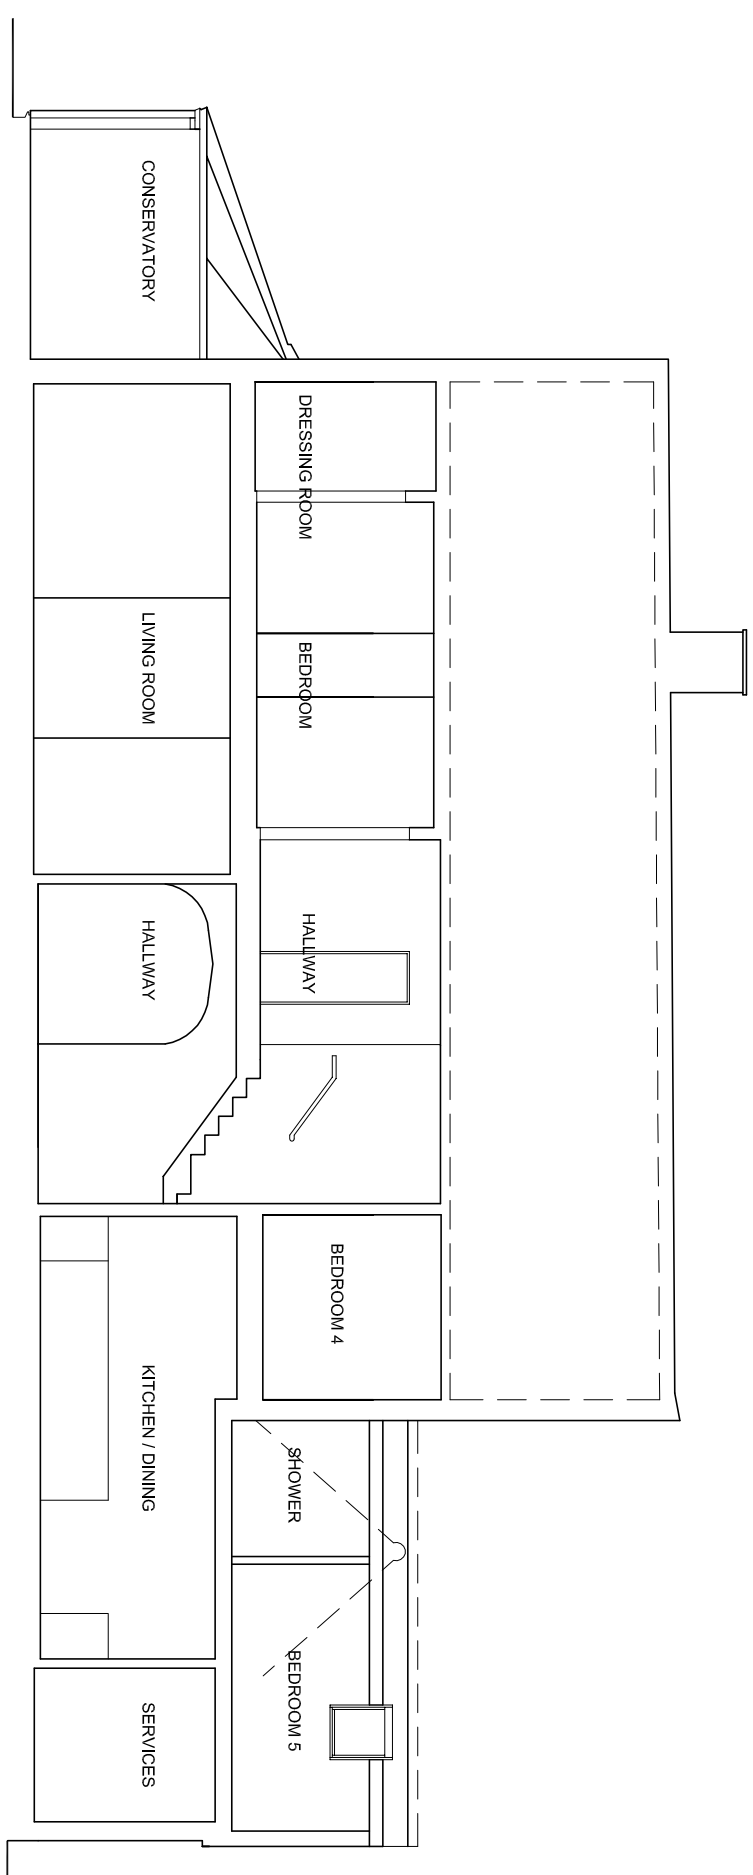 DRESSING ROOM
BEDROOM
HALLWAY
BEDROOM 4
SHOWER
BEDROOM 5
CONSERVATORY
LIVING ROOM
HALLWAY
KITCHEN / DINING
SERVICES